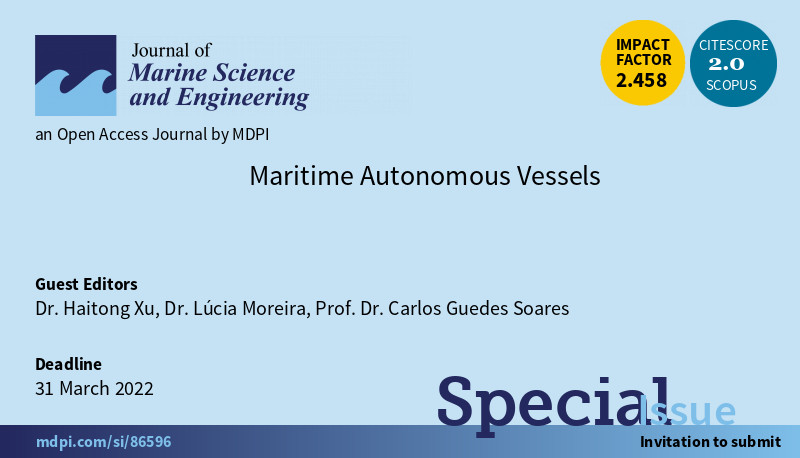 Journal of
Marine Science
and Engineering
an Open Access Journal by MDPI
IMPACT
FACTOR
2.458
CITESCORE
2.0
SCOPUS
Maritime Autonomous Vessels
Guest Editors
Dr. Haitong Xu, Dr. Lúcia Moreira, Prof. Dr. Carlos Guedes Soares
Deadline
31 March 2022
Special Issue
mdpi.com/si/86596
Invitation to submit